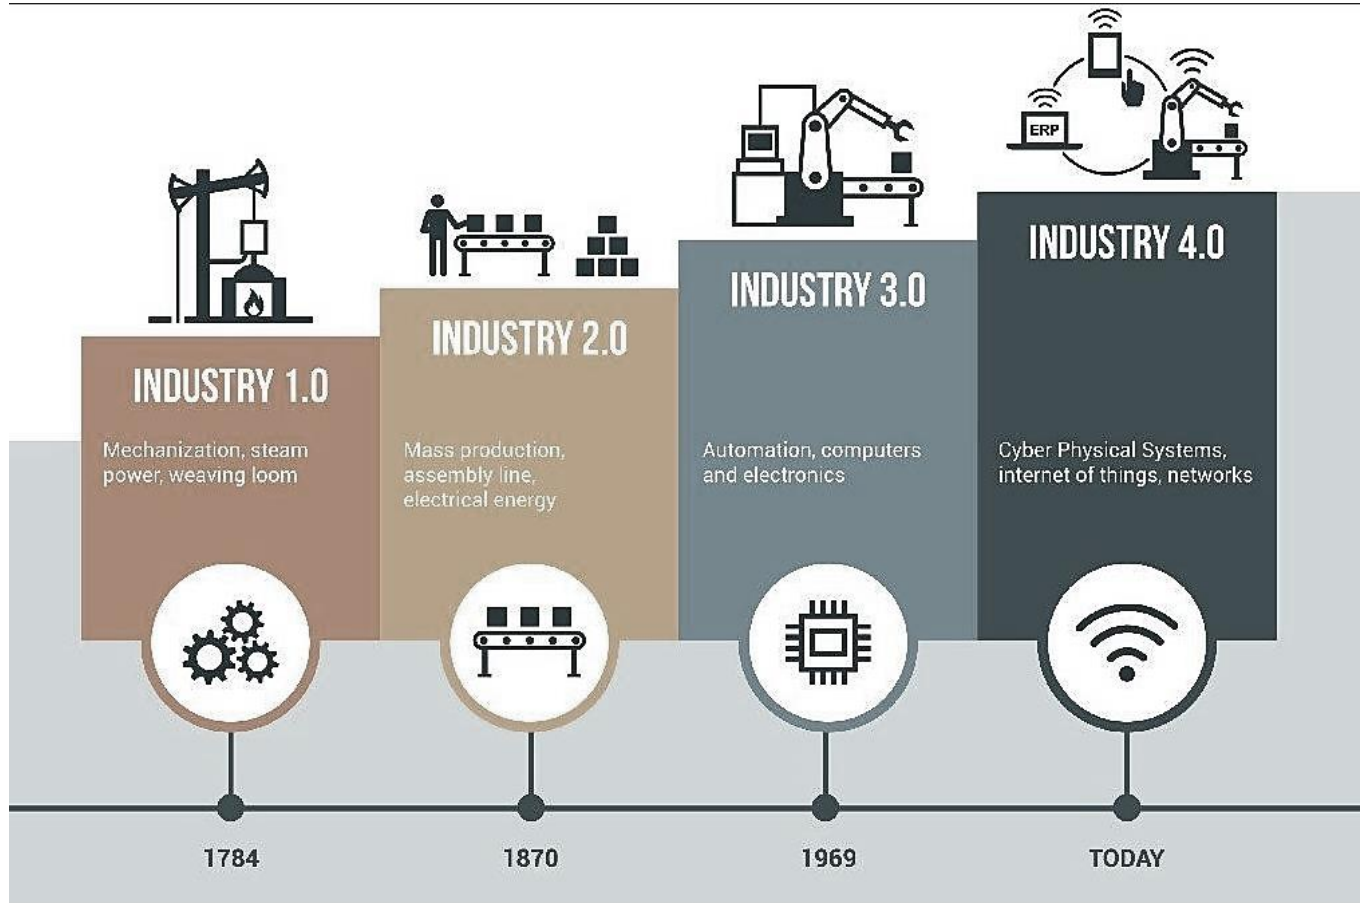 ERP
INDUSTRY 1.0
Mechanization, steam
power, weaving loom
INDUSTRY 2.0
Mass production,
assembly line,
electrical energy
INDUSTRY 3.0
Automation, computers
and electronics
INDUSTRY 4.0
Cyber Physical Systems,
internet of things, networks
1784
1870
1969
TODAY